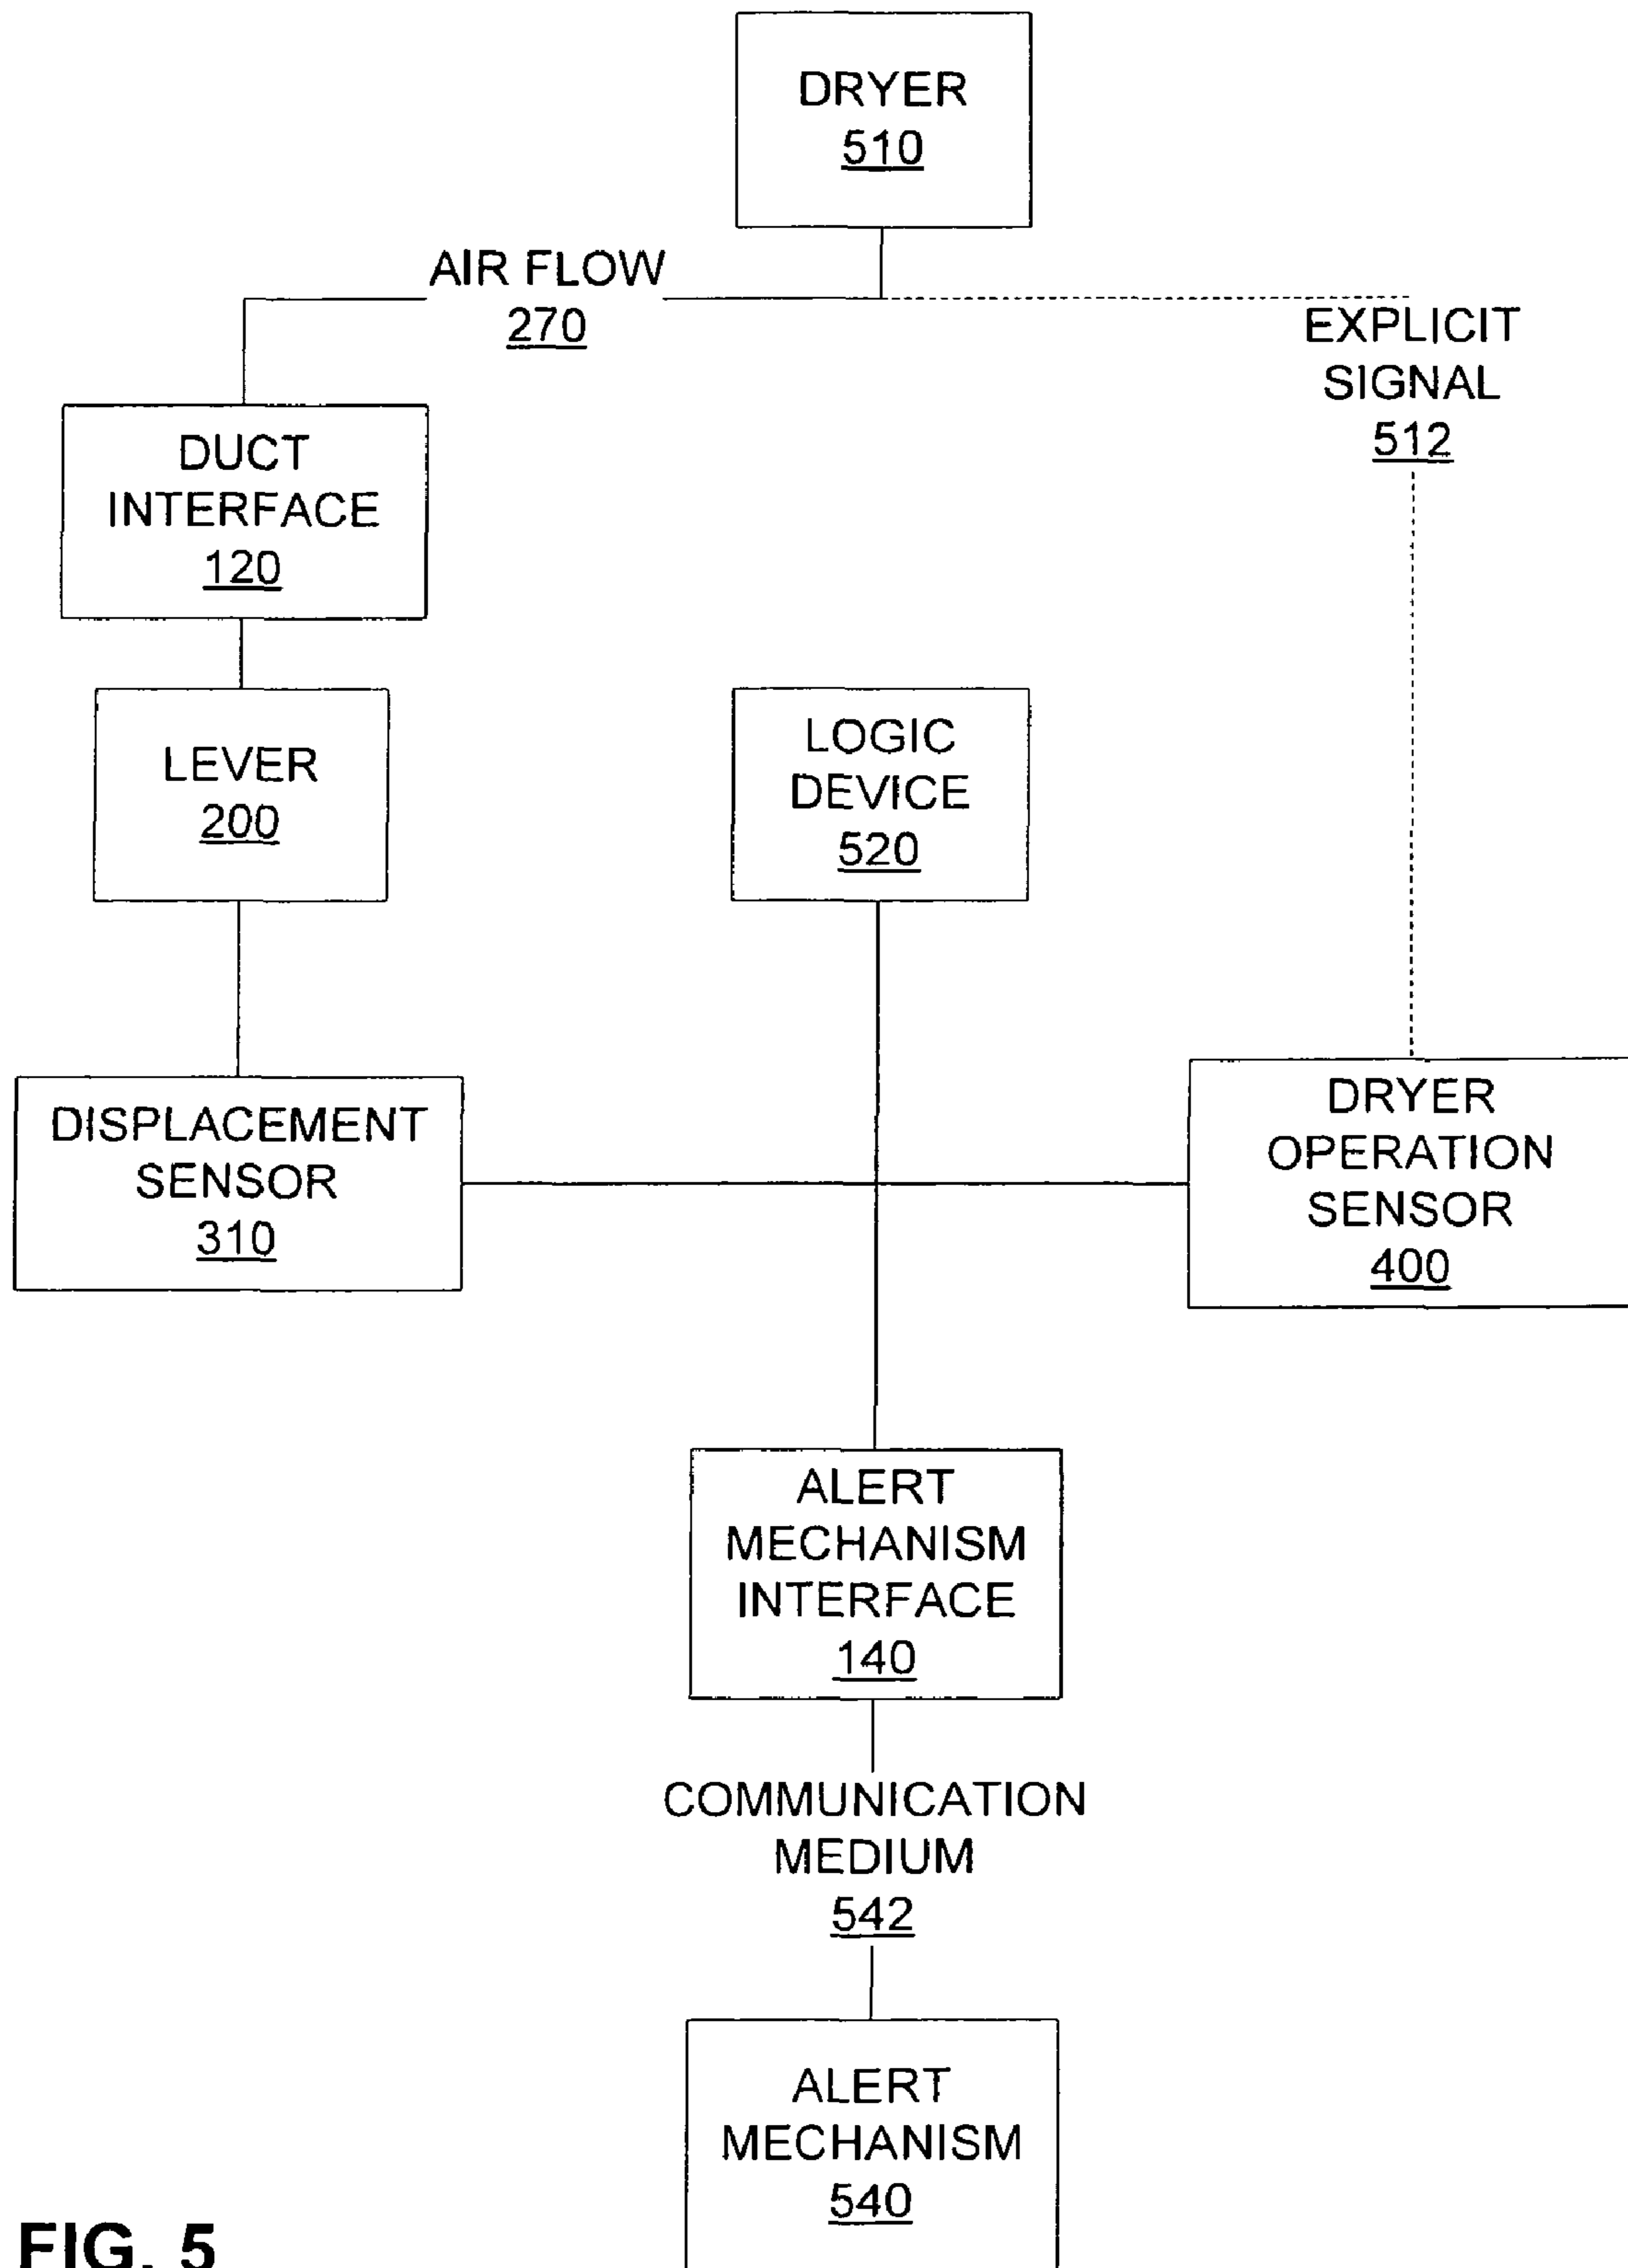 DRYER
510
AIR FLOW
270
EXPLICIT
SIGNAL
512
DUCT
INTERFACE
120
LEVER
200
LOGIC
DEVICE
520
DISPLACEMENT
SENSOR
310
DRYER
OPERATION
SENSOR
400
ALERT
MECHANISM
INTERFACE
140
COMMUNICATION
MEDIUM
542
ALERT
MECHANISM
540
FIG. 5